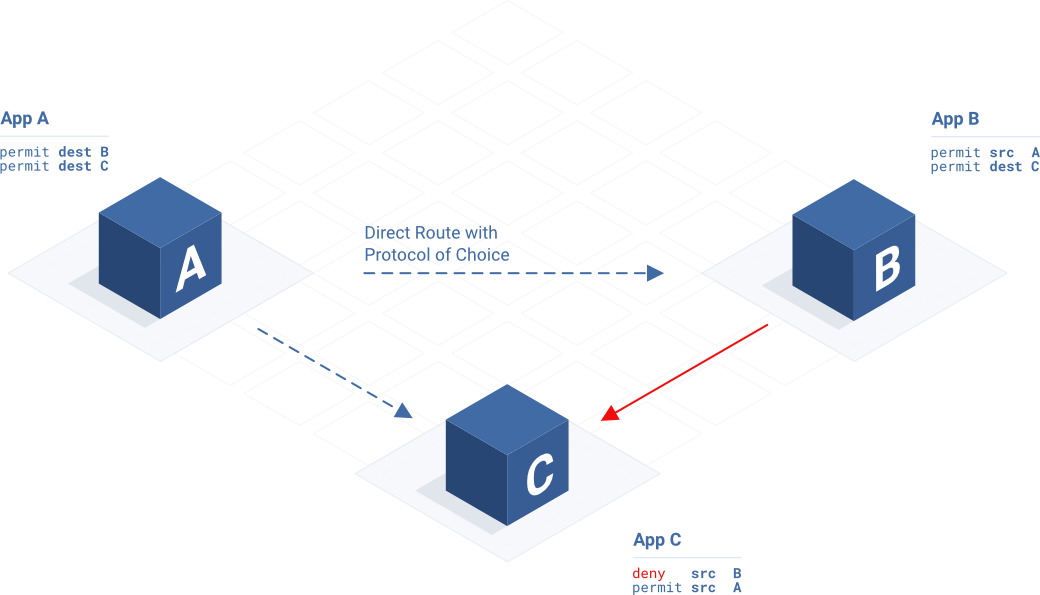 App A
permit dest B
permit dest C
App B
permit src A
permit dest C
Direct Route with
Protocol of Choice
A
B
C
App C
deny src B
permit src A